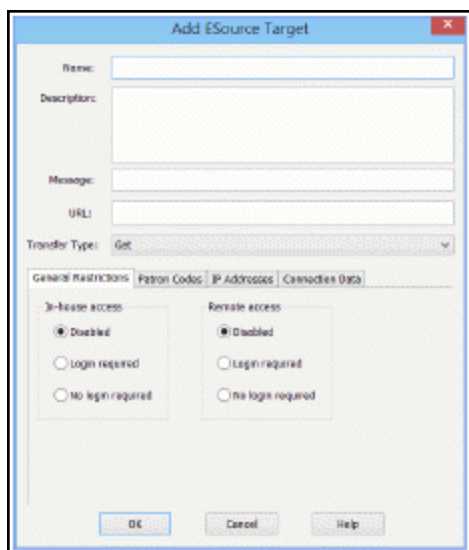 Add ESource Target
Name:
Description:
Message:
URL:
Transfer Type: Get
General Restrictions Patron Codes IP Addresses Connection Data
In-house access Remote access
Disabled Disabled
Login required Login required
No login required No login required
OK Cancel Help